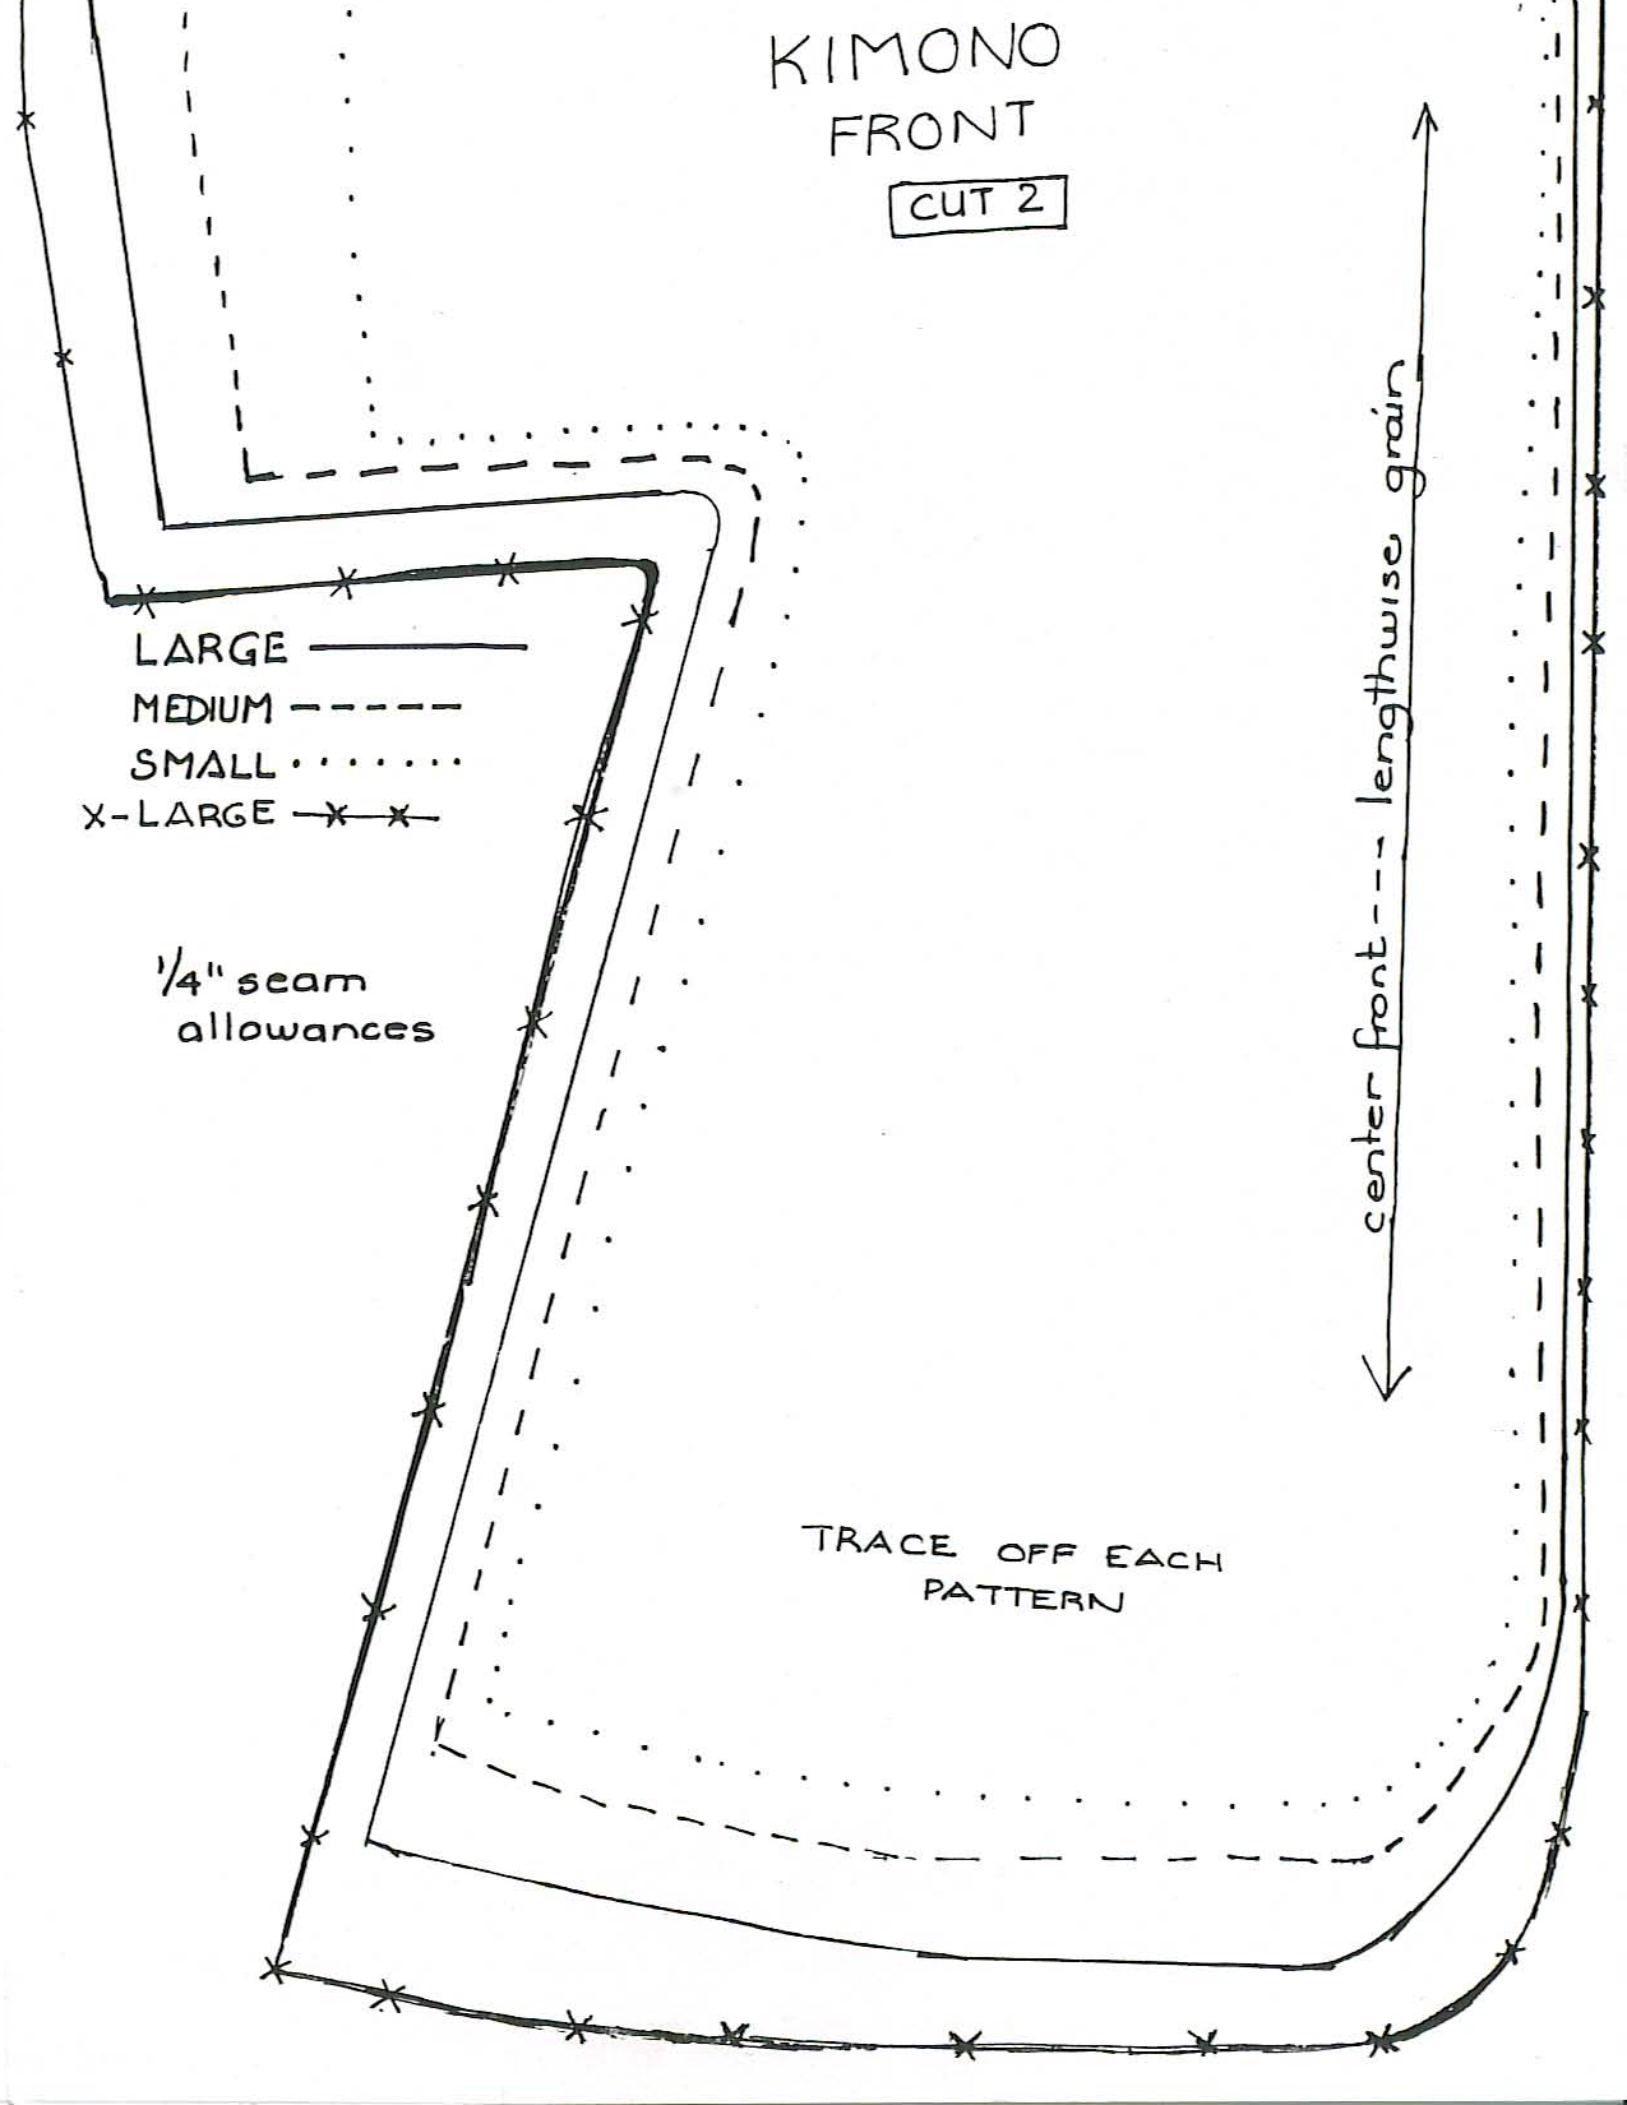 KIMONO
FRONT
CUT 2
center front --- lengthwise grain
LARGE
MEDIUM
SMALL
X-LARGE
1/4" seam
allowances
TRACE OFF EACH
PATTERN